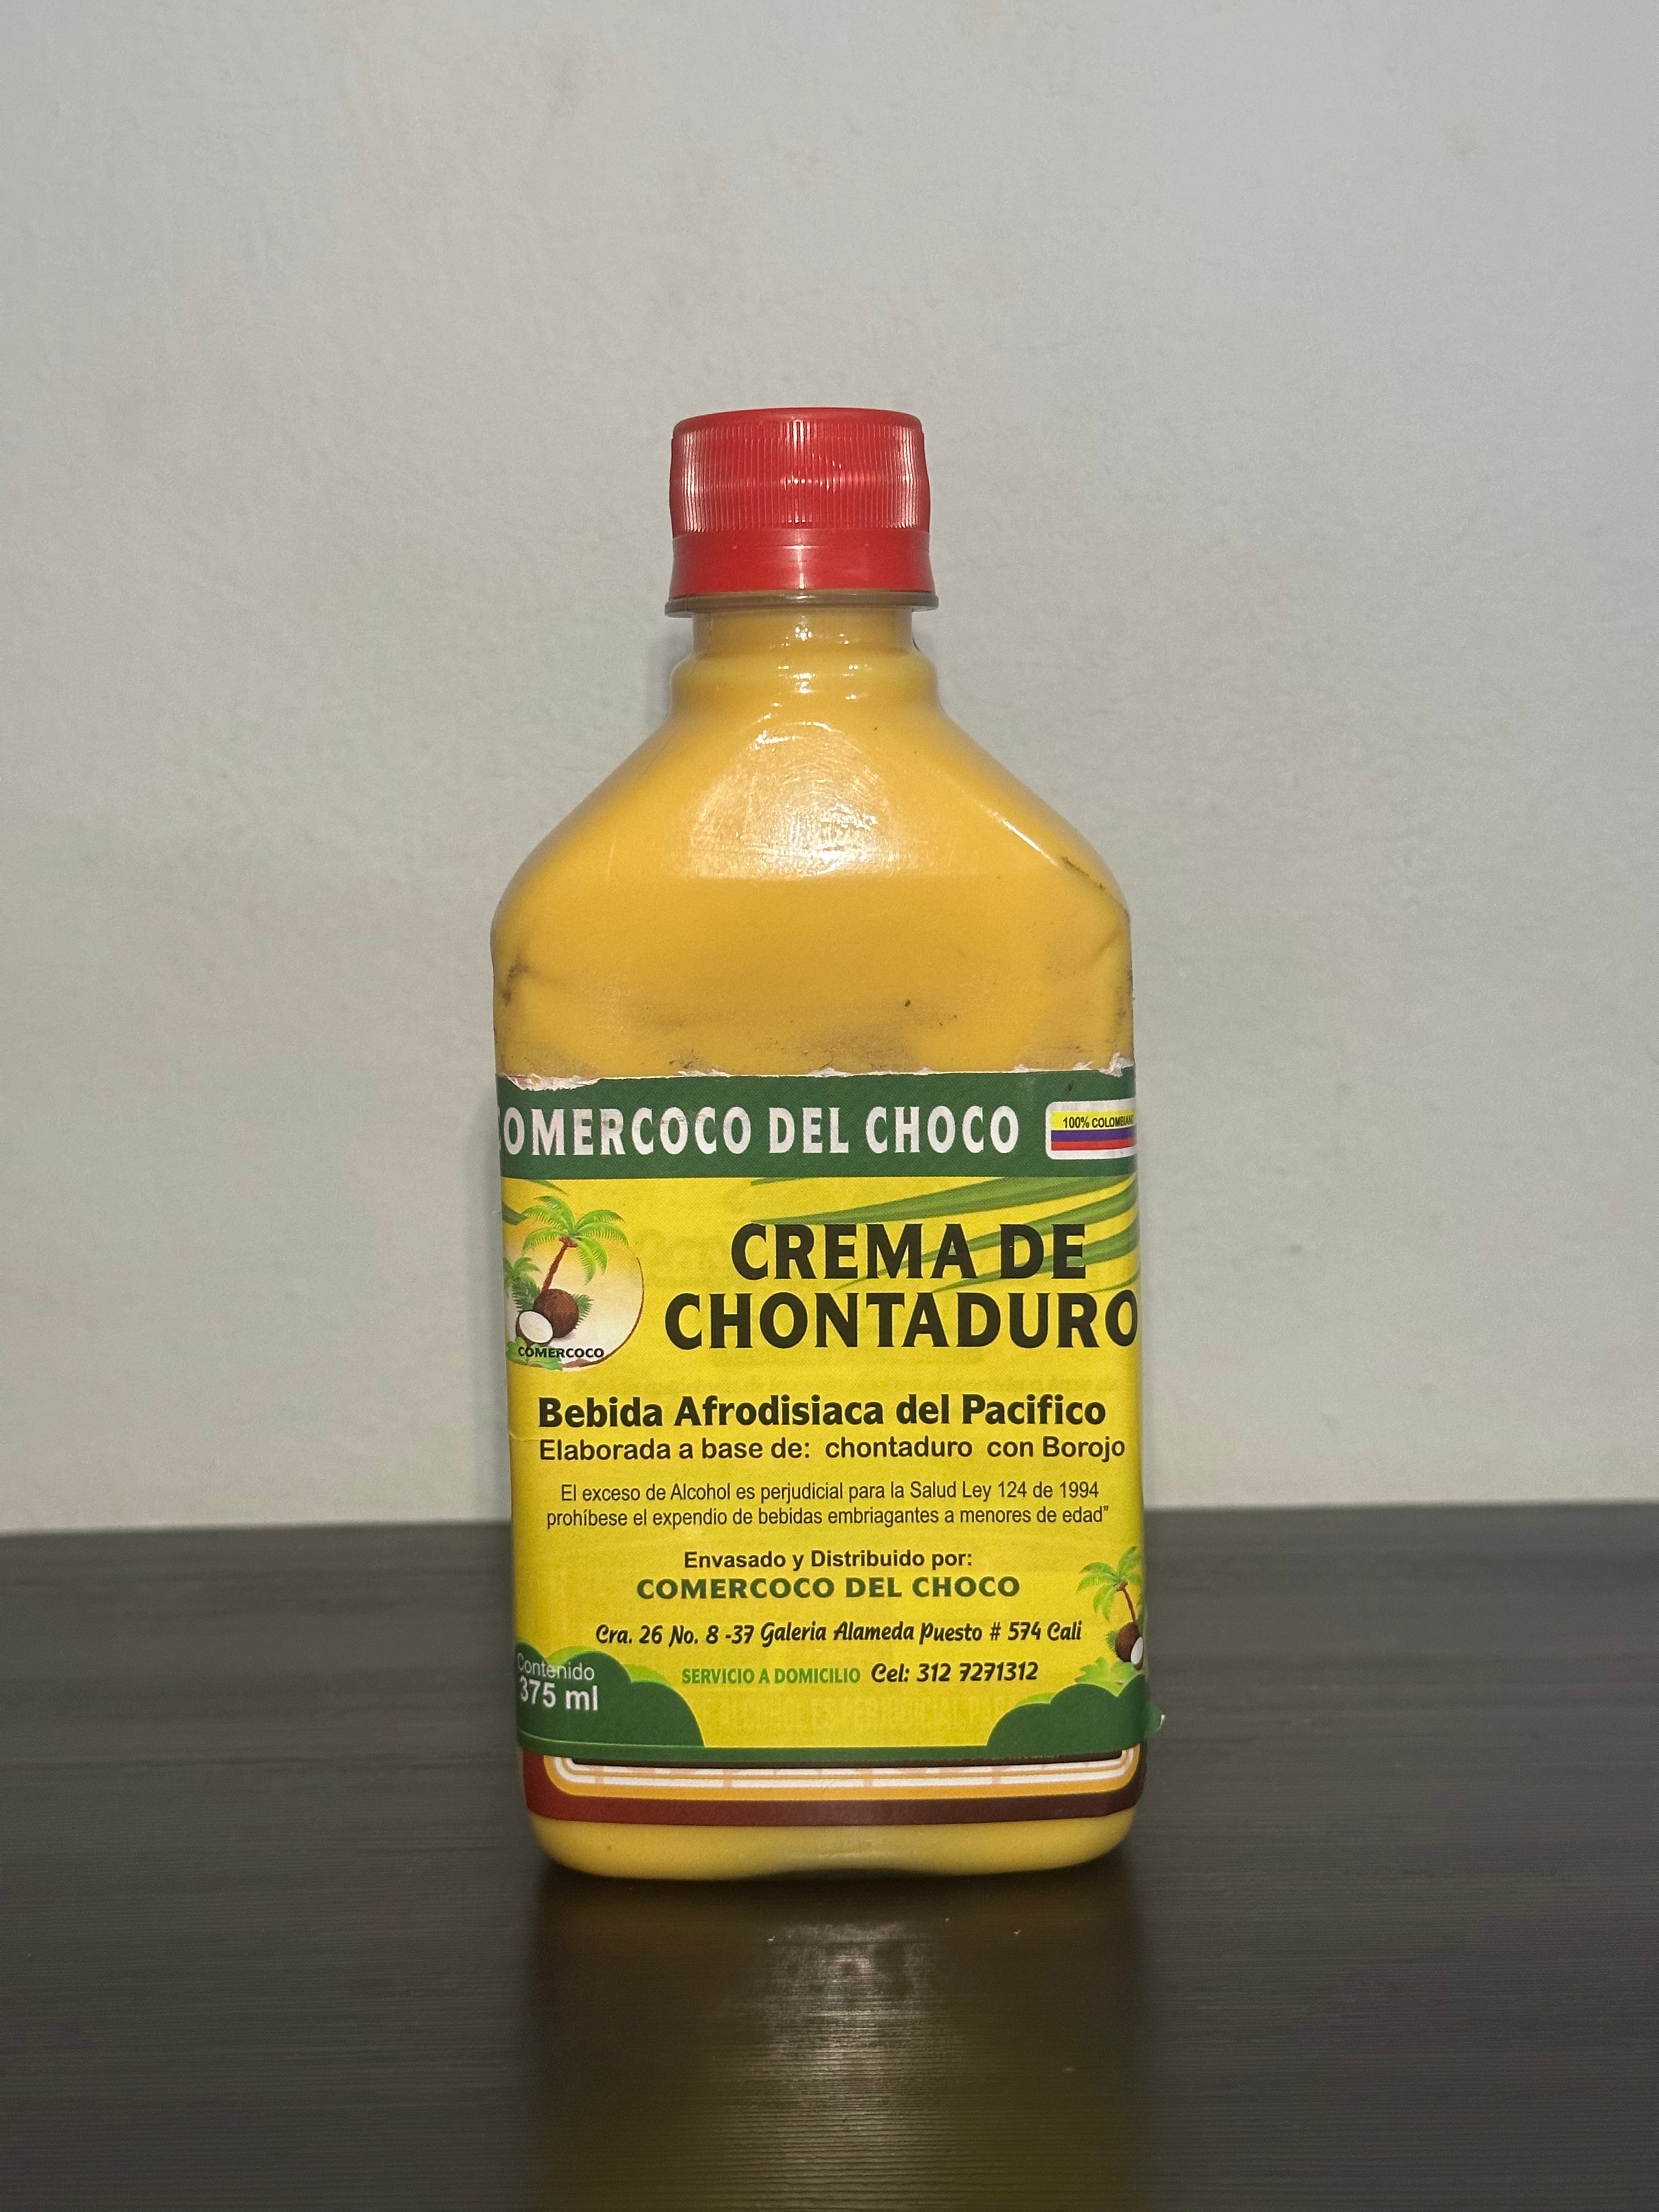 COMERCOCO DEL CHOCO
100% COLOMBIANO
CREMA DE
CHONTADURO
COMERCOCO
Bebida Afrodisiaca del Pacifico
Elaborada a base de: chontaduro con Borojo
El exceso de Alcohol es perjudicial para la Salud Ley 124 de 1994
prohíbese el expendio de bebidas embriagantes a menores de edad"
Envasado y Distribuido por:
COMERCOCO DEL CHOCO
Cra. 26 No. 8 -37 Galeria Alameda Puesto # 574 Cali
SERVICIO A DOMICILIO Cel: 312 7271312
Contenido
375 ml